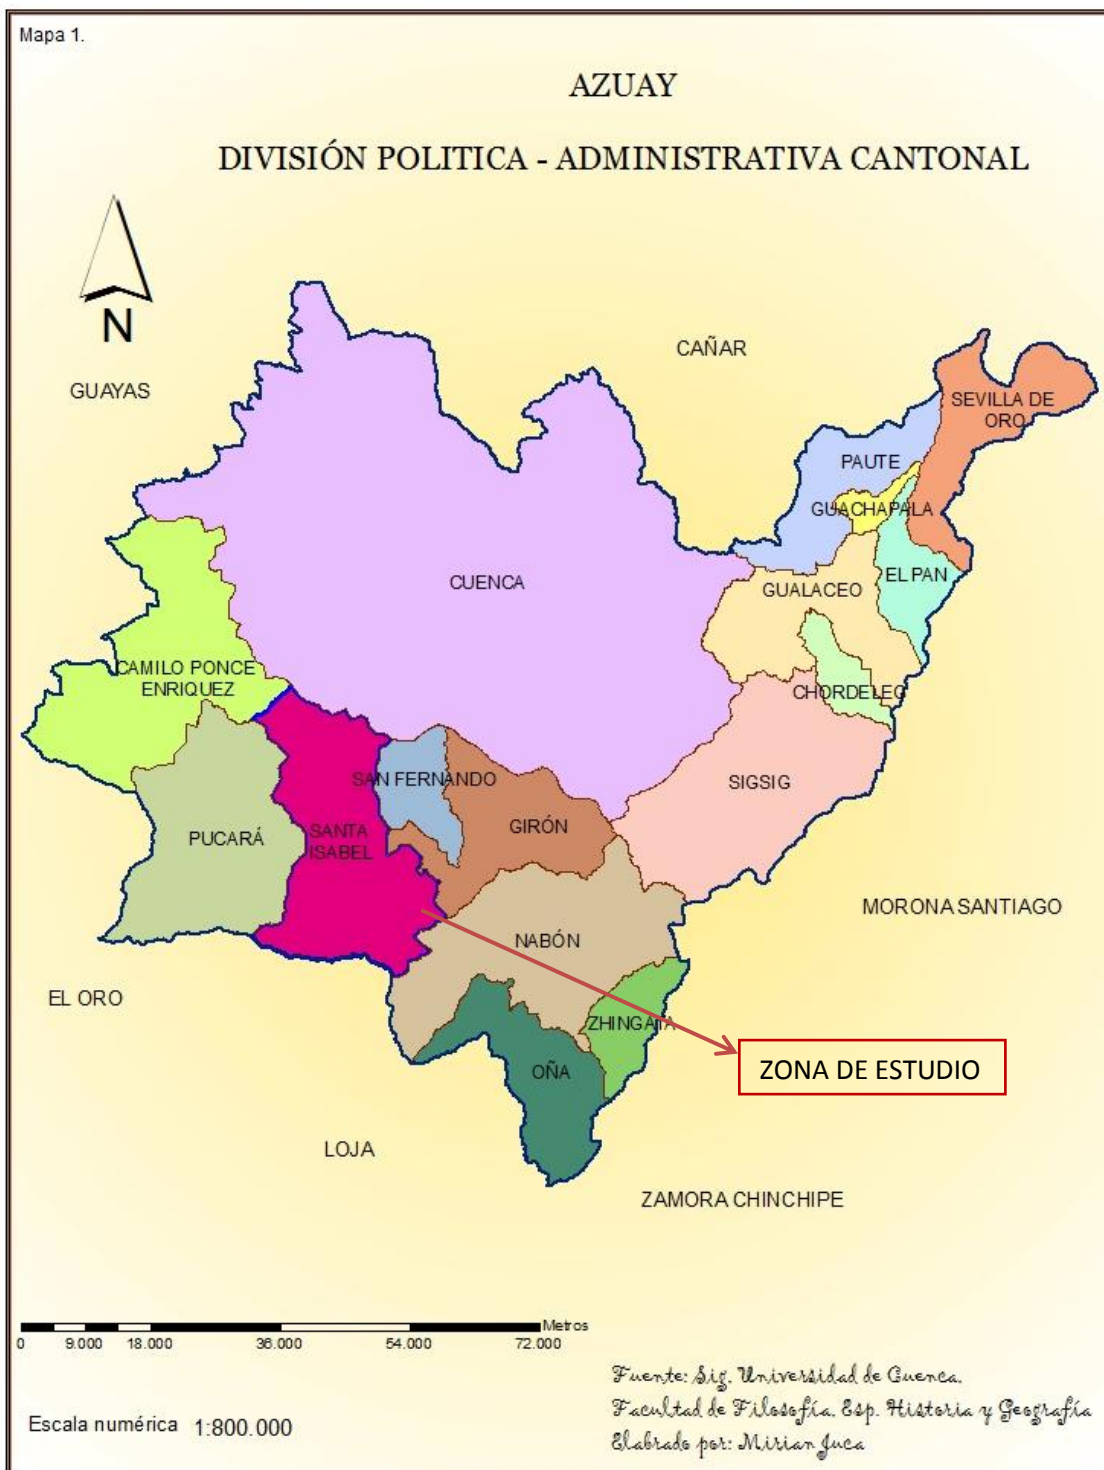 Mapa 1.
AZUAY
DIVISIÓN POLITICA - ADMINISTRATIVA CANTONAL
N
CAÑAR
GUAYAS
SEVILLA DE
ORO
PAUTE
GUACHAPALA
EL PAN
CUENCA
GUALACEO
CAMILO PONCE
ENRIQUEZ
CHORDELEG
SAN FERNANDO
SIGSIG
GIRÓN
PUCARÁ
SANTA
ISABEL
MORONA SANTIAGO
NABÓN
EL ORO
ZHINGATA
ZONA DE ESTUDIO
OÑA
LOJA
ZAMORA CHINCHIPE
Metros
0 9.000 18.000 36.000 54.000 72.000
Escala numérica 1:800.000
Fuente: Sig. Universidad de Cuenca.
Facultad de Filosofía. Esp. Historia y Geografía
Elabrado por: Mirian Juca